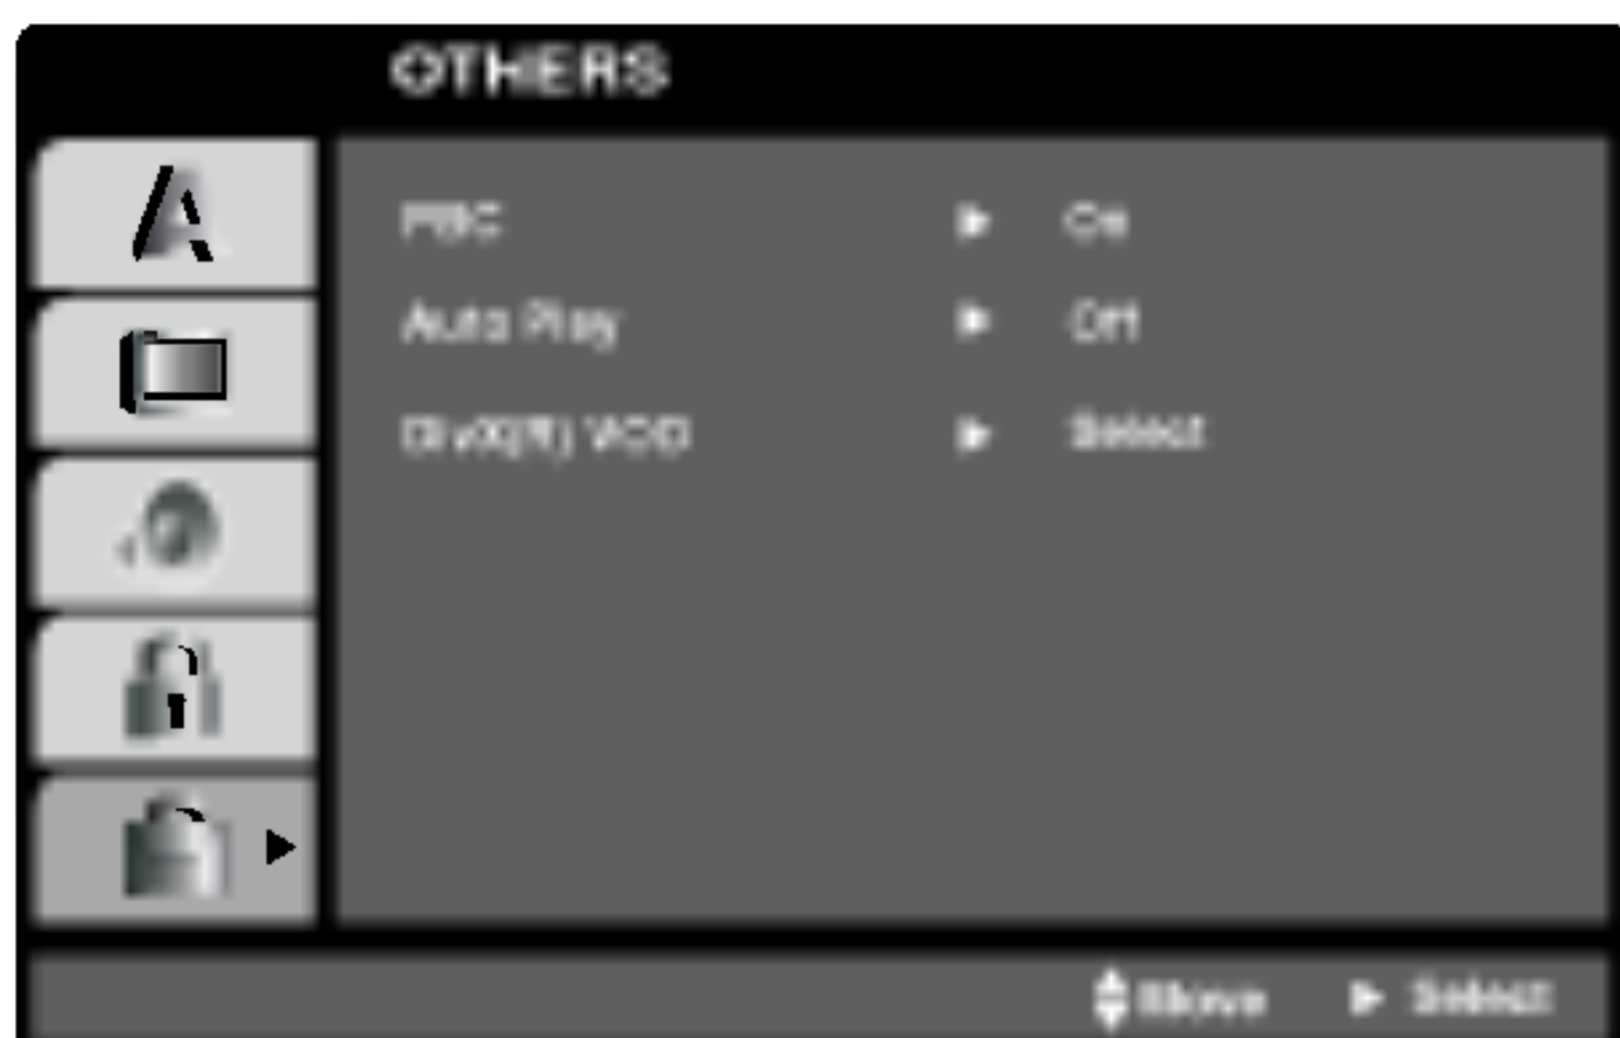 OTHERS
PBC On
Auto Play Off
DivX(R) VOD Select
Move Select